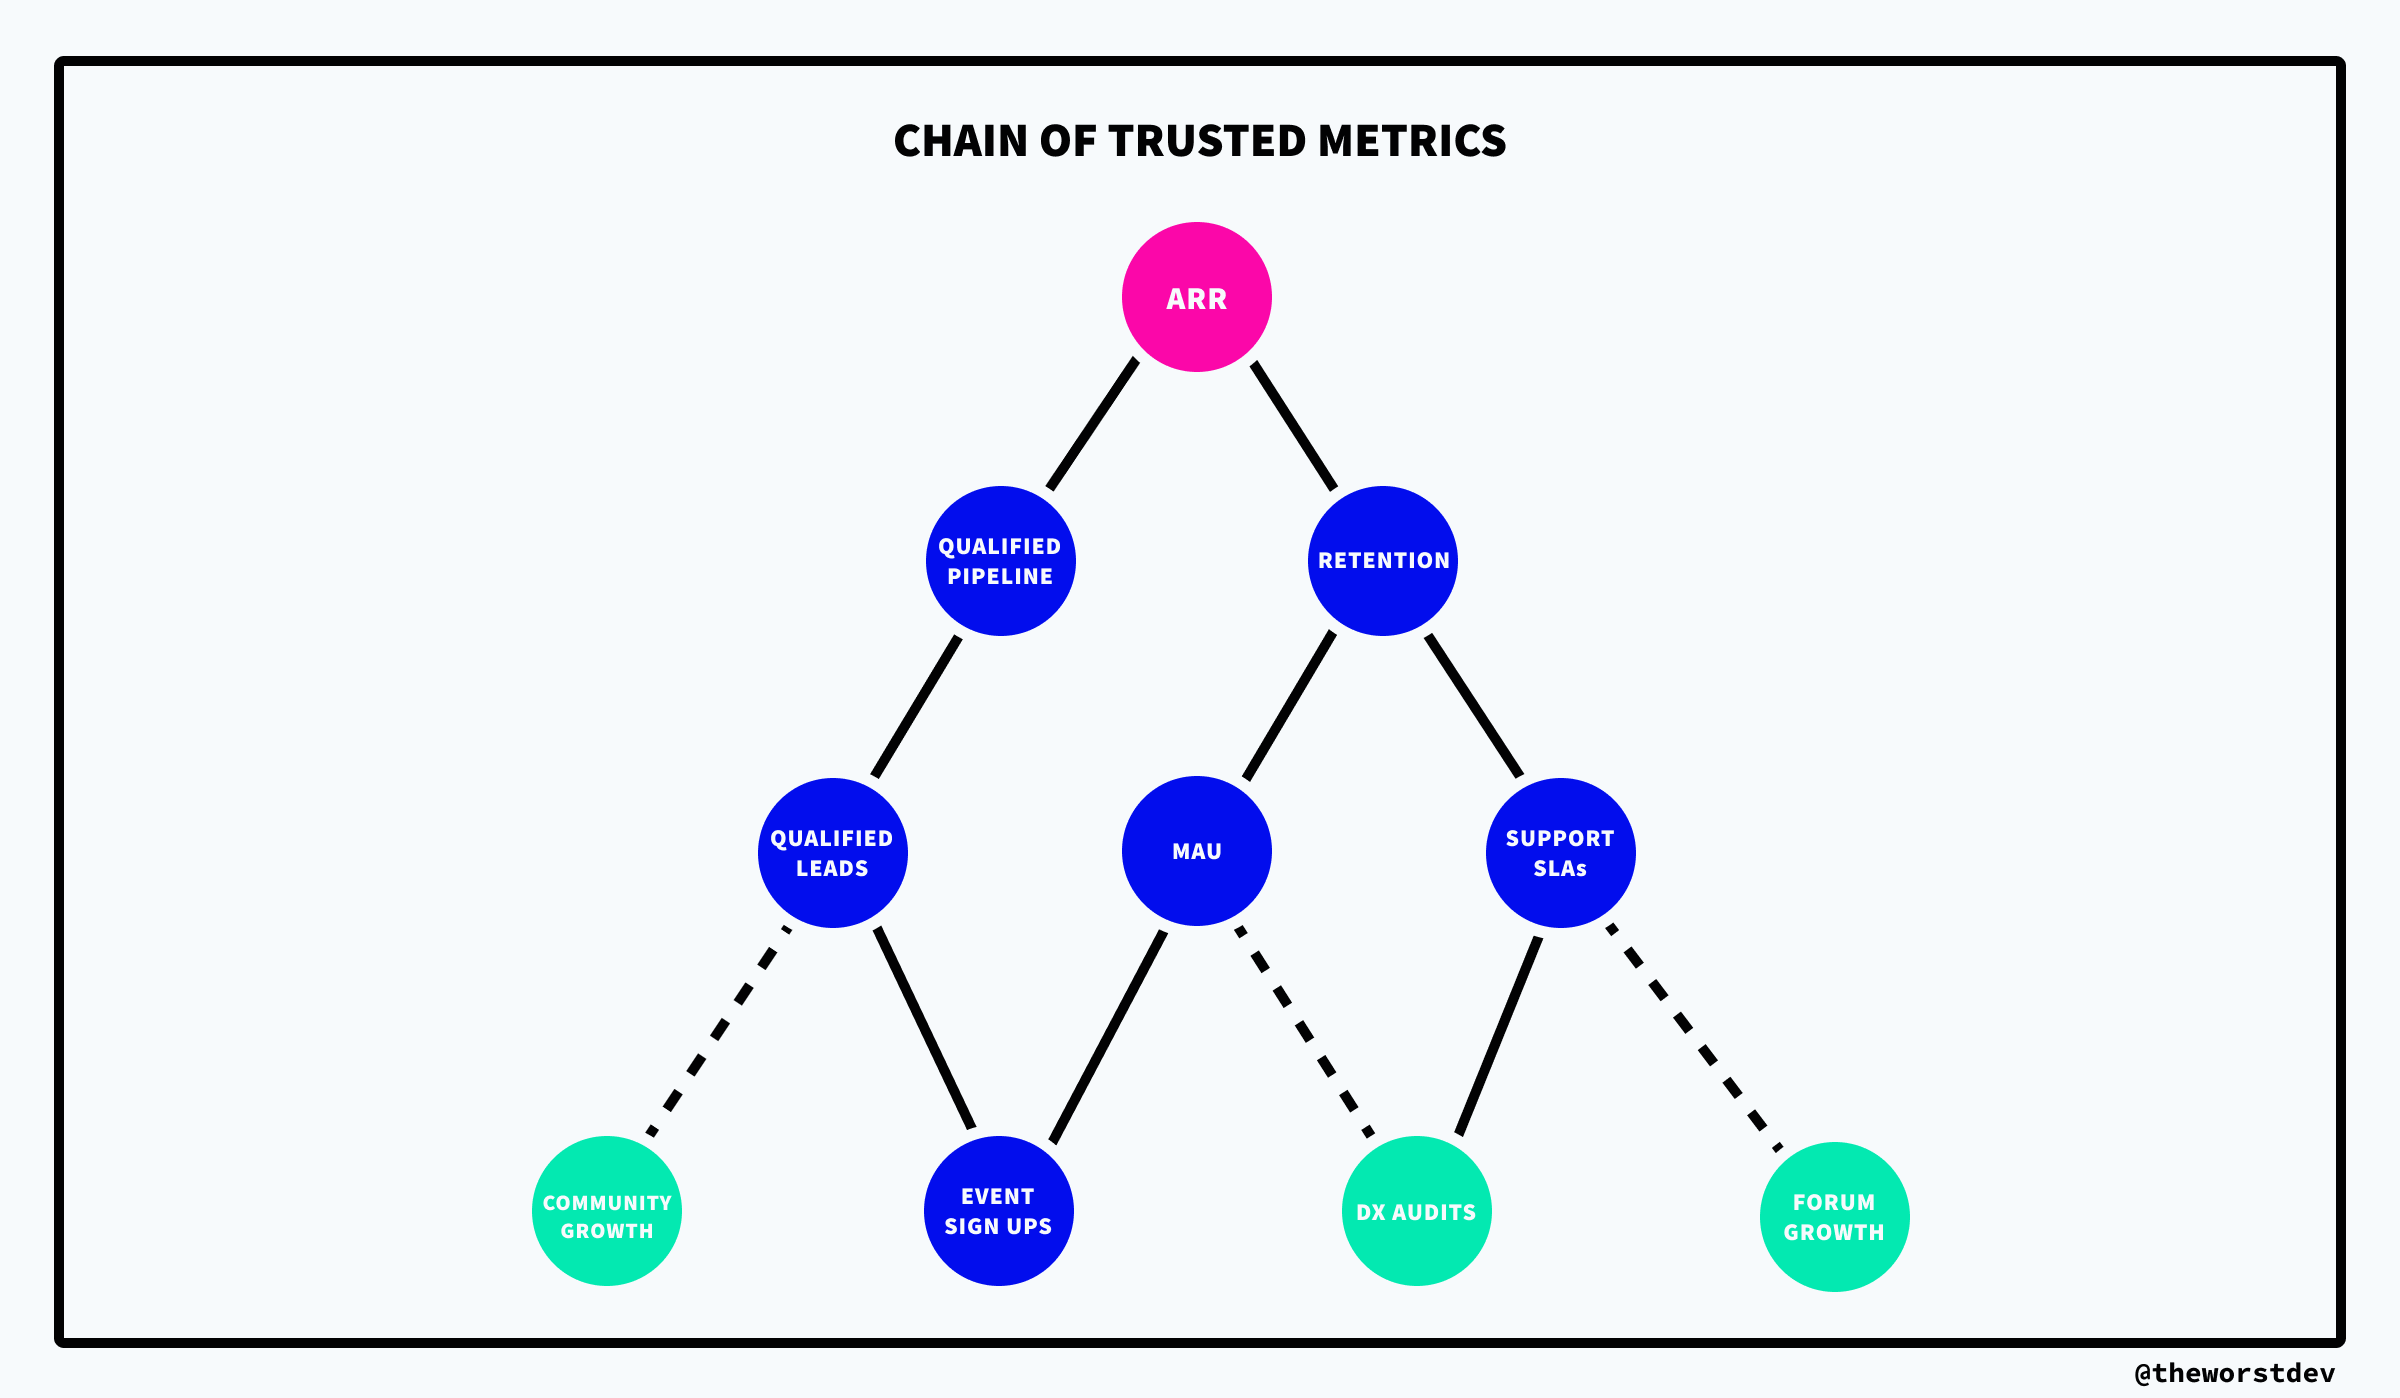 CHAIN OF TRUSTED METRICS
ARR
QUALIFIED
PIPELINE
RETENTION
QUALIFIED
LEADS
MAU
SUPPORT
SLAs
COMMUNITY
GROWTH
EVENT
SIGN UPS
DX AUDITS
FORUM
GROWTH
@theworstdev